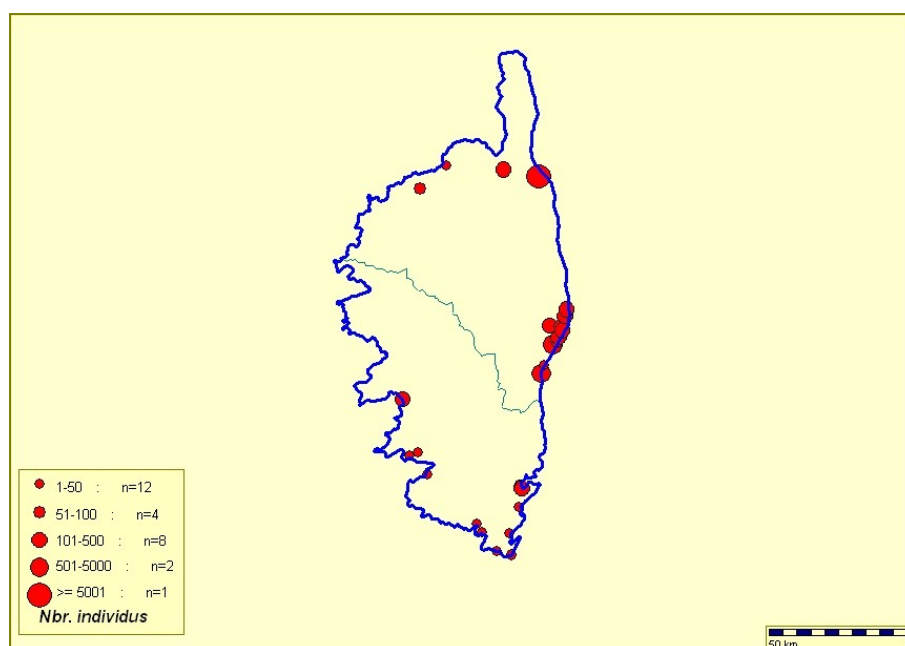 1-50 : n=12
51-100 : n=4
101-500 : n=8
501-5000 : n=2
>= 5001 : n=1
Nbr. individus
50 km